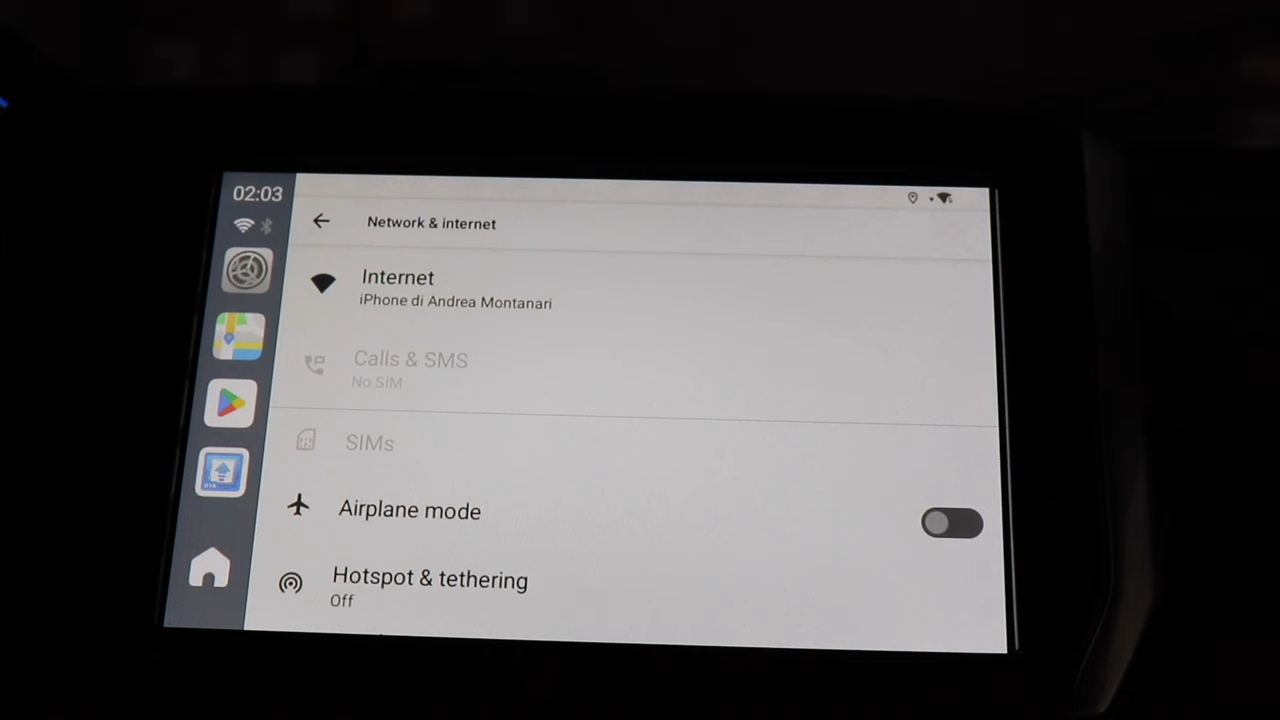 02:03
Network & internet
Internet
iPhone di Andrea Montanari
Calls & SMS
No SIM
SIMs
Airplane mode
Hotspot & tethering
Off